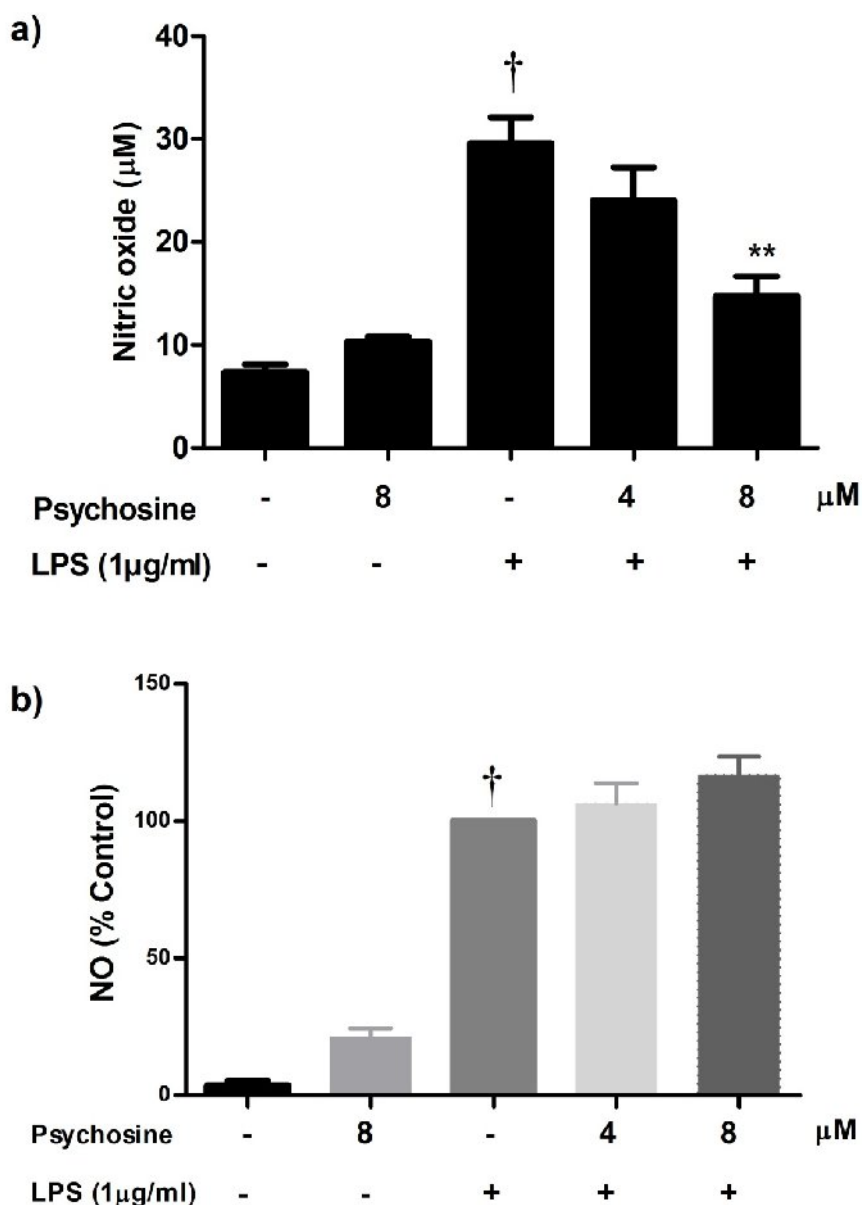 a)
Nitric oxide (μM)
40
30
20
10
0
†
**
Psychosine - 8 - 4 8 μM
LPS (1μg/ml) - - + + +
b)
NO (% Control)
150
100
50
0
†
Psychosine - 8 - 4 8 μM
LPS (1μg/ml) - - + + +